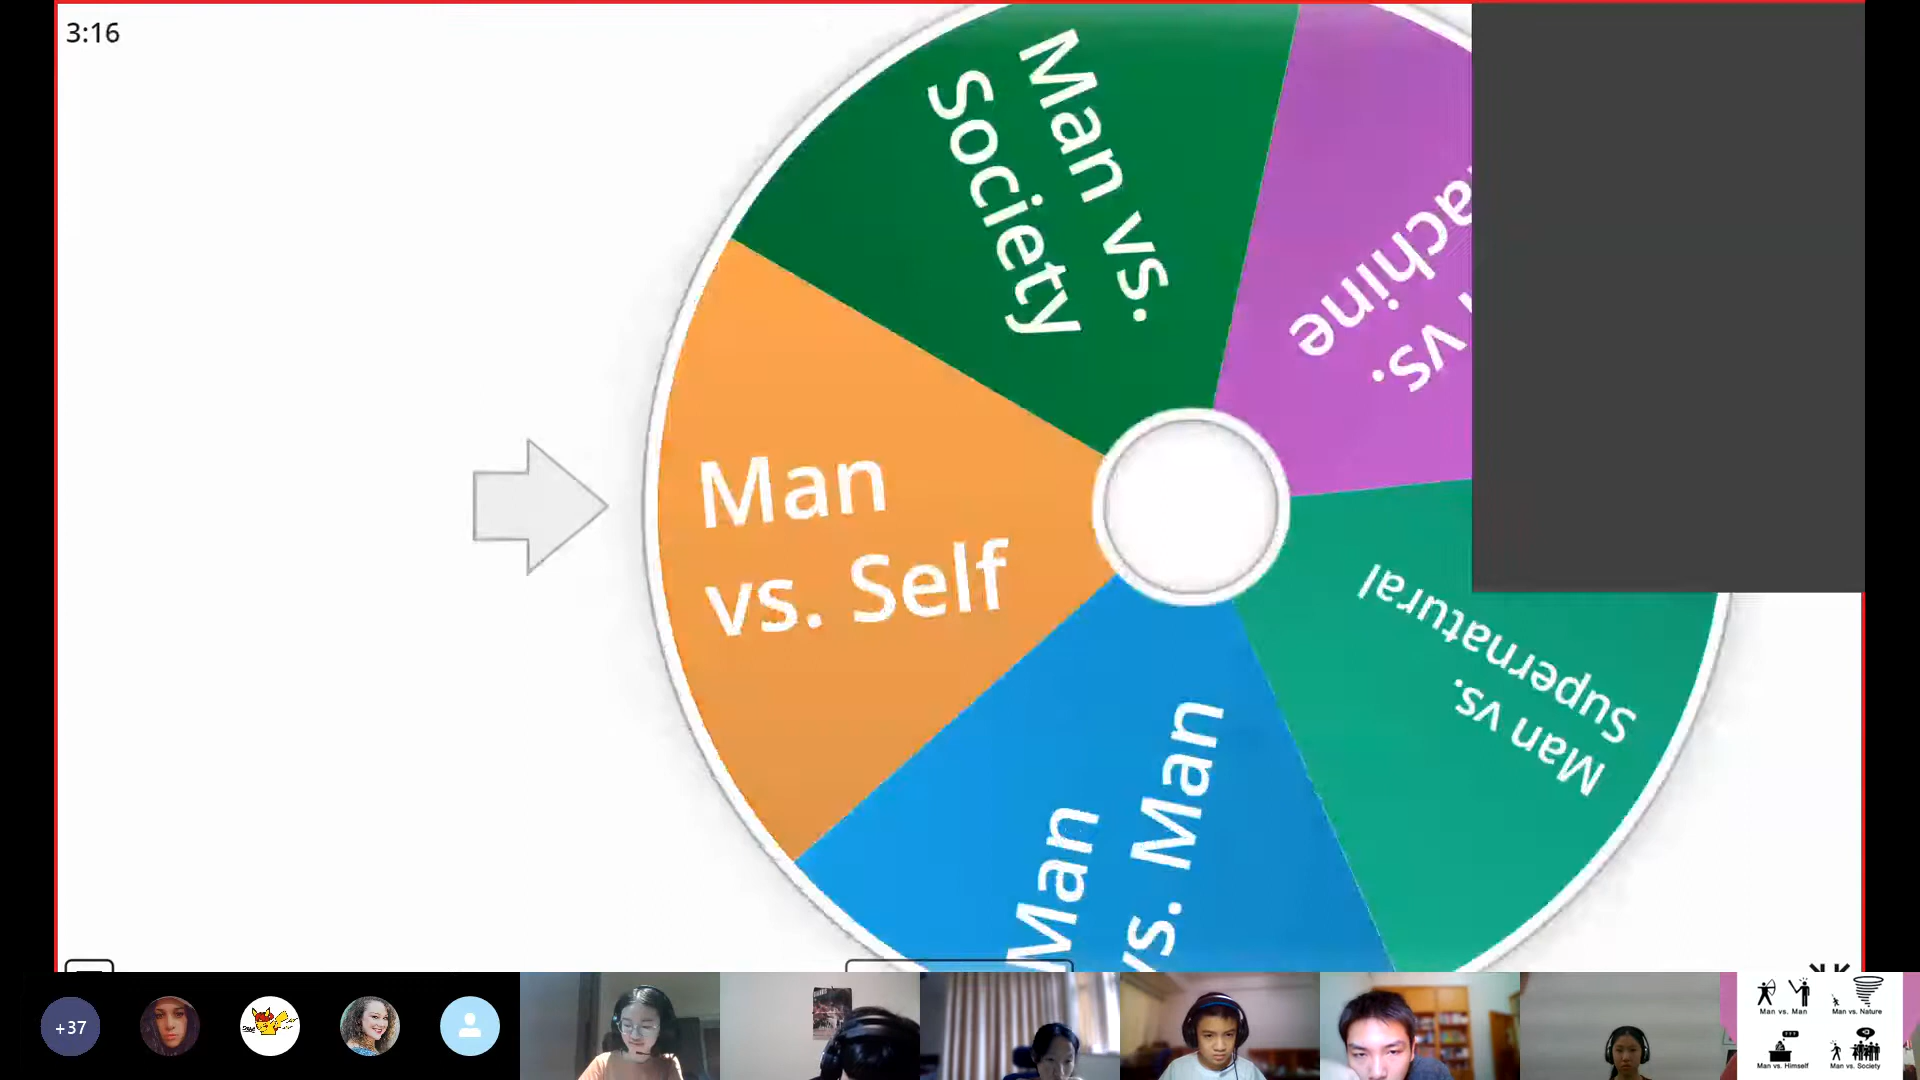 3:16
Man vs.
Society
vs.
Man
vs. Self
Man vs.
Supernatural
Man
vs. Man
+37
Man vs. Man
Man vs. Nature
Man vs. Himself
Man vs. Society